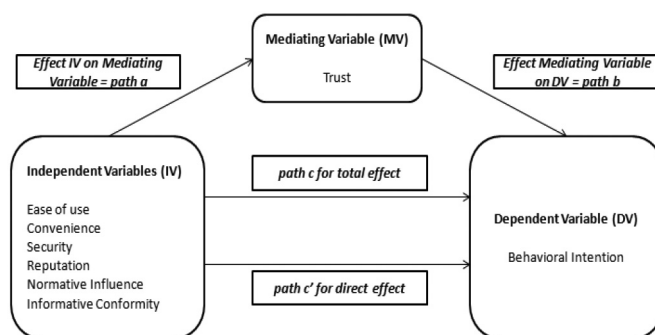 Mediating Variable (MV)
Trust
Effect IV on Mediating
Variable = path a
Effect Mediating Variable
on DV = path b
Independent Variables (IV)
Ease of use
Convenience
Security
Reputation
Normative Influence
Informative Conformity
path c for total effect
path c’ for direct effect
Dependent Variable (DV)
Behavioral Intention